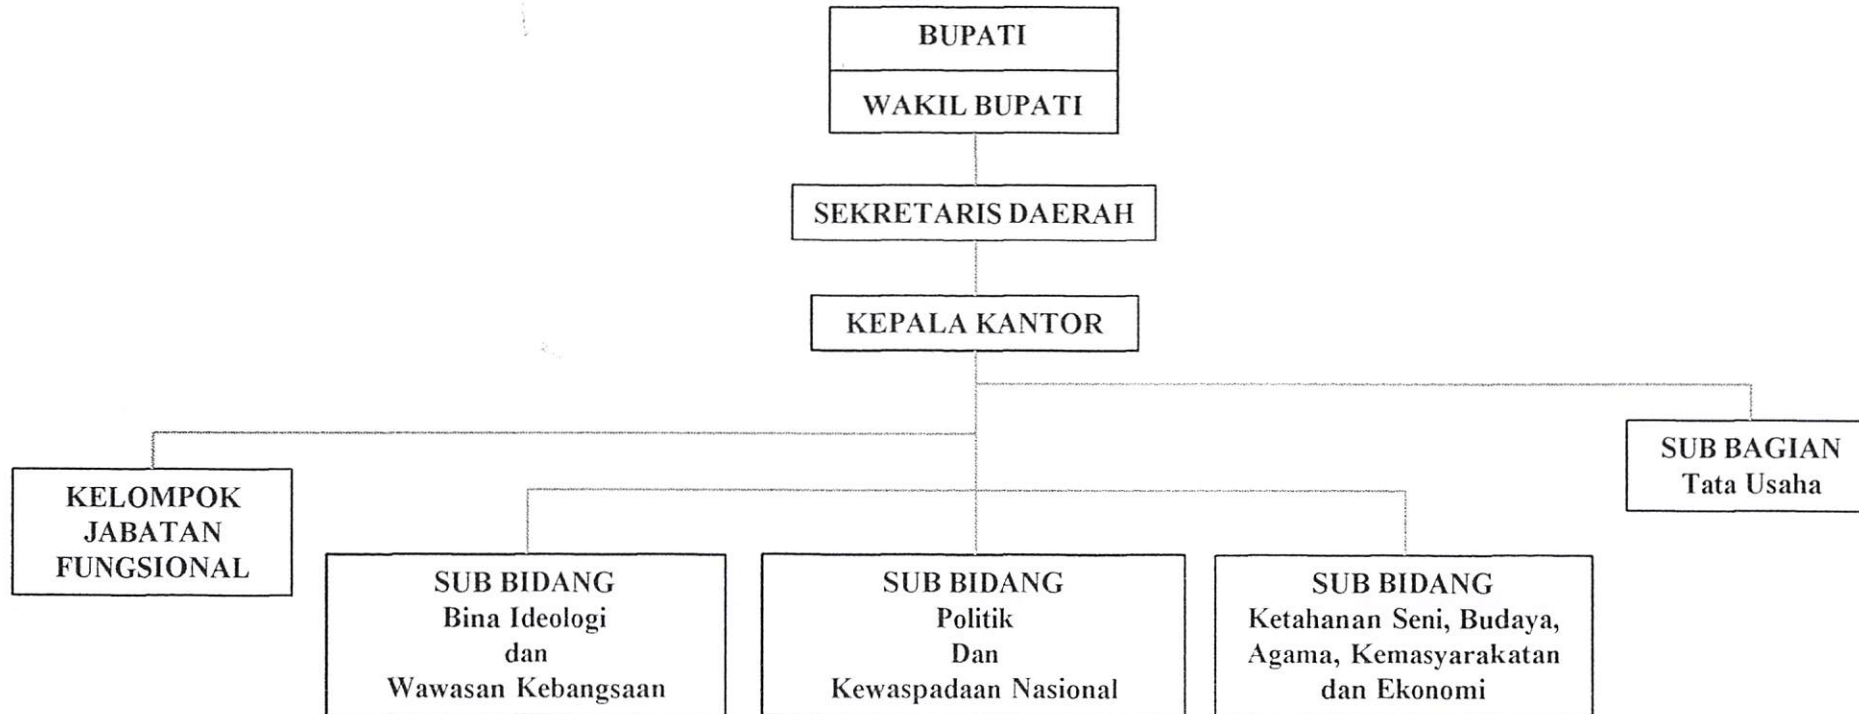 BUPATI
WAKIL BUPATI
SEKRETARIS DAERAH
KEPALA KANTOR
SUB BAGIAN
Tata Usaha
KELOMPOK
JABATAN
FUNGSIONAL
SUB BIDANG
Bina Ideologi
dan
Wawasan Kebangsaan
SUB BIDANG
Politik
Dan
Kewaspadaan Nasional
SUB BIDANG
Ketahanan Seni, Budaya,
Agama, Kemasyarakatan
dan Ekonomi